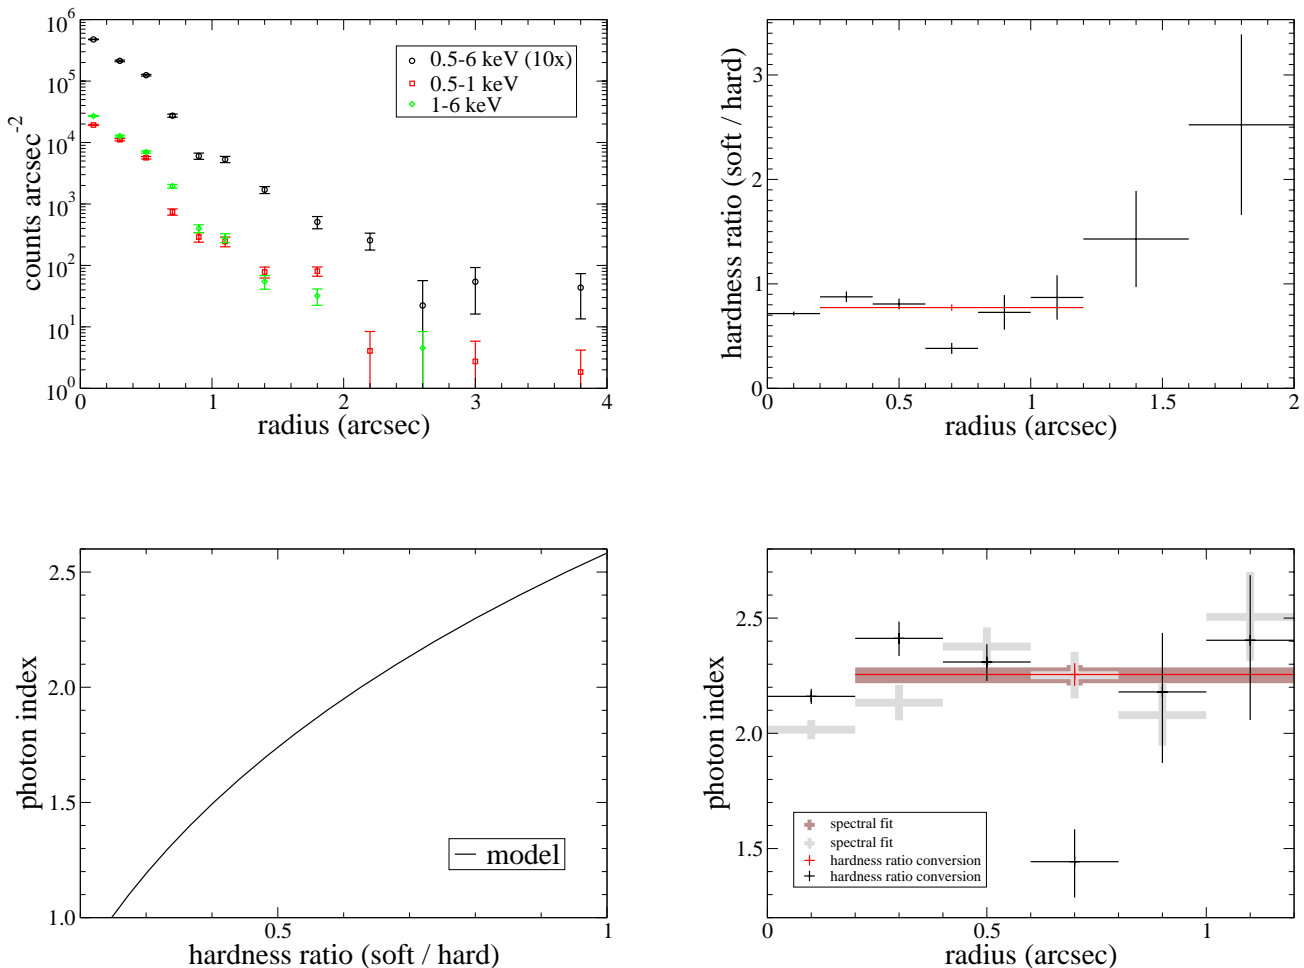 10^6
10^5
10^4
10^3
10^2
10^1
10^0
counts arcsec^-2
0 1 2 3 4
radius (arcsec)
0.5-6 keV (10x)
0.5-1 keV
1-6 keV
3
2
1
0
hardness ratio (soft / hard)
0 0.5 1 1.5 2
radius (arcsec)
2.5
2.0
1.5
1.0
photon index
0.5 1
hardness ratio (soft / hard)
model
2.5
2.0
1.5
photon index
0 0.5 1
radius (arcsec)
spectral fit
spectral fit
hardness ratio conversion
hardness ratio conversion